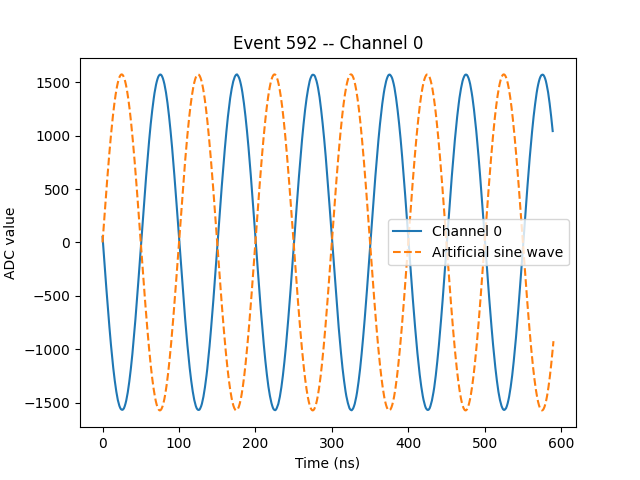 Event 592 -- Channel 0
1500
1000
500
0
−500
−1000
−1500
ADC value
Channel 0
Artificial sine wave
0 100 200 300 400 500 600
Time (ns)